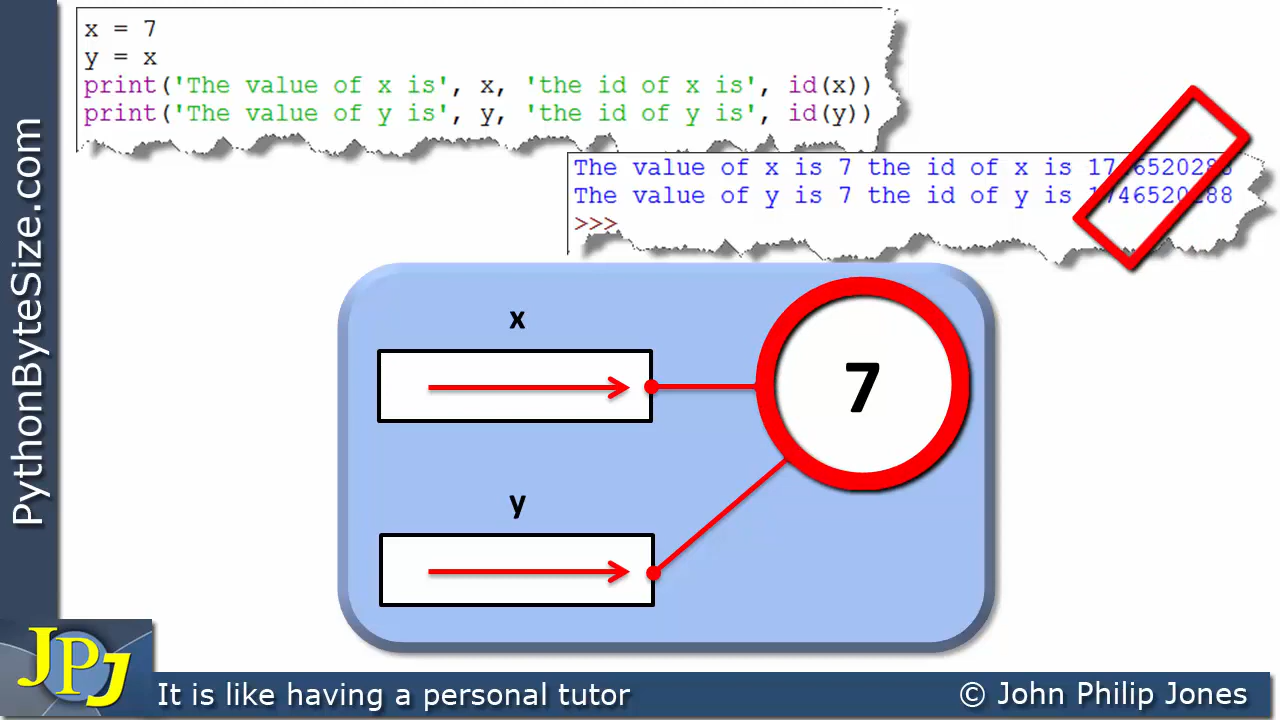 x = 7
y = x
print('The value of x is', x, 'the id of x is', id(x))
print('The value of y is', y, 'the id of y is', id(y))
The value of x is 7 the id of x is 1746520288
The value of y is 7 the id of y is 1746520288
>>>
x
7
y
PythonByteSize.com
JPJ
It is like having a personal tutor
© John Philip Jones